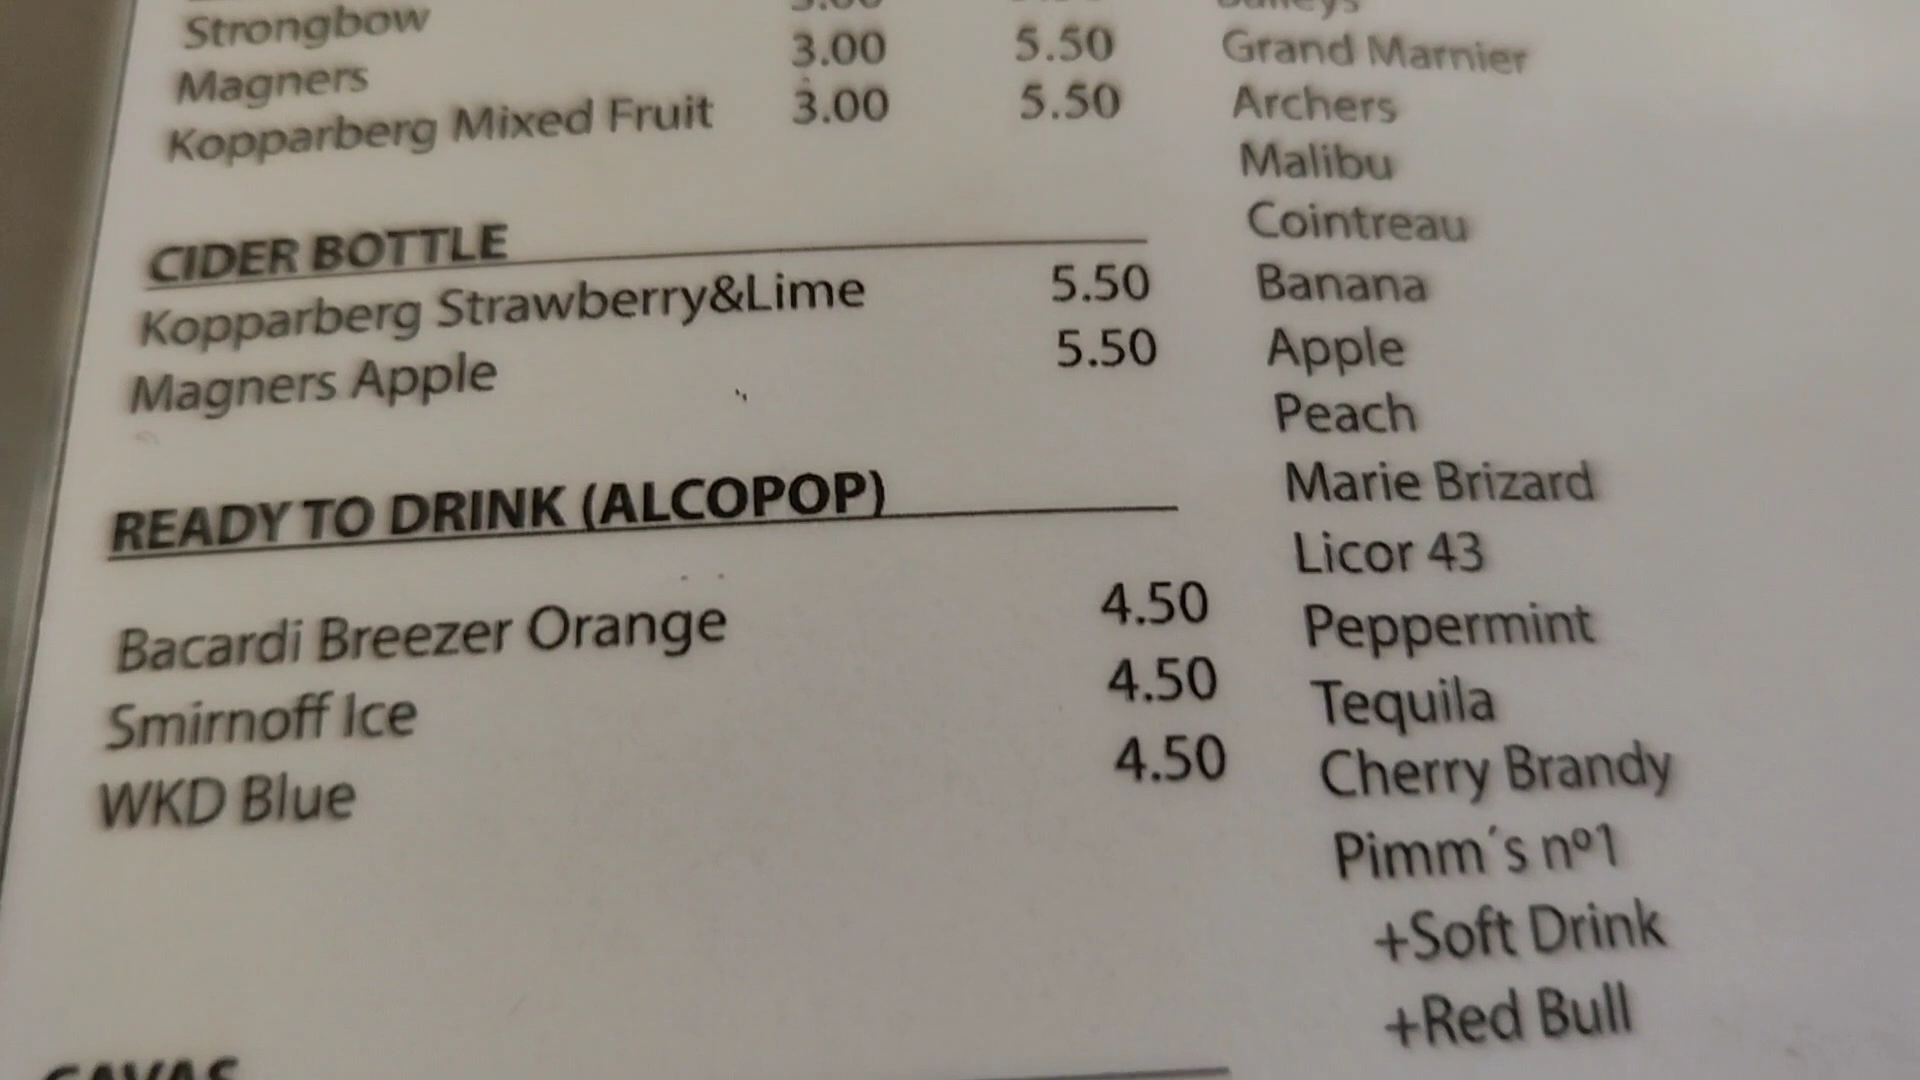 Strongbow
Magners 3.00 5.50
Kopparberg Mixed Fruit 3.00 5.50
CIDER BOTTLE
Kopparberg Strawberry&Lime 5.50
Magners Apple 5.50
READY TO DRINK (ALCOPOP)
Bacardi Breezer Orange 4.50
Smirnoff Ice 4.50
WKD Blue 4.50
CAVAS
Baileys
Grand Marnier
Archers
Malibu
Cointreau
Banana
Apple
Peach
Marie Brizard
Licor 43
Peppermint
Tequila
Cherry Brandy
Pimm´s nº1
+Soft Drink
+Red Bull